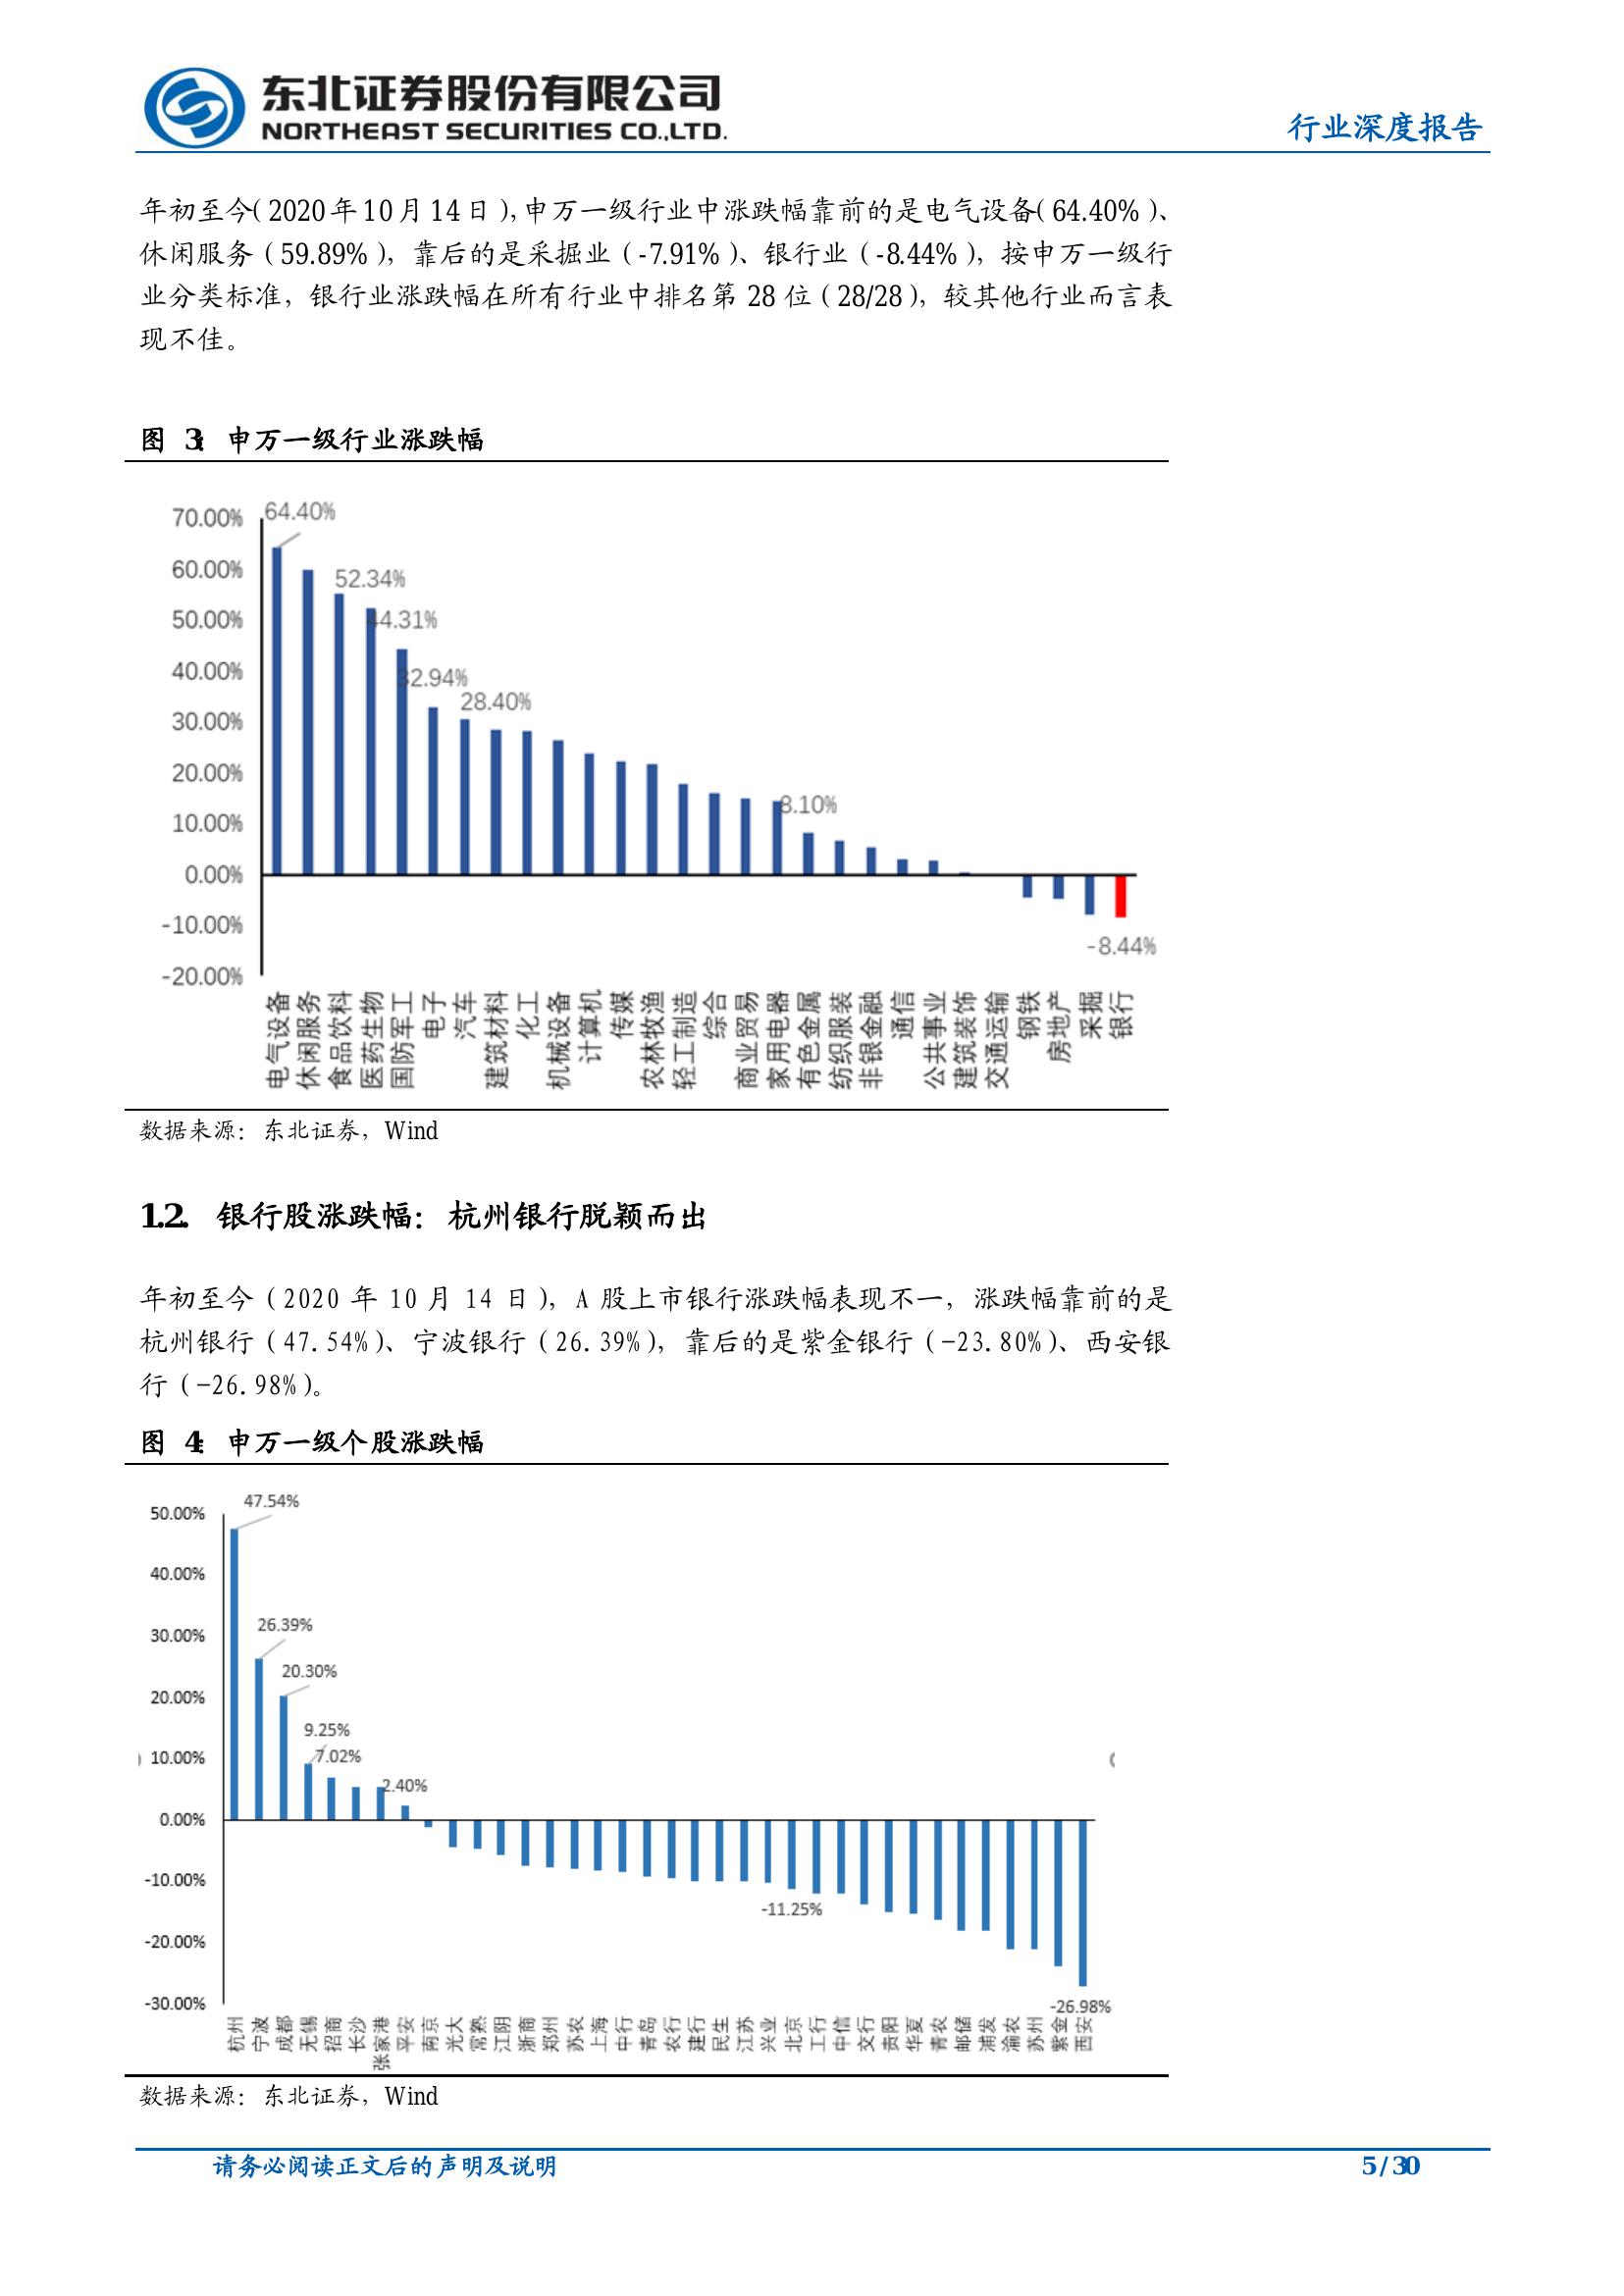 东北证券股份有限公司
NORTHEAST SECURITIES CO.,LTD.
行业深度报告
年初至今(2020年10月14日),申万一级行业中涨跌幅靠前的是电气设备(64.40%)、
休闲服务(59.89%),靠后的是采掘业(-7.91%)、银行业(-8.44%),按申万一级行
业分类标准,银行业涨跌幅在所有行业中排名第 28 位(28/28),较其他行业而言表
现不佳。
图 3: 申万一级行业涨跌幅
70.00%
60.00%
50.00%
40.00%
30.00%
20.00%
10.00%
0.00%
-10.00%
-20.00%
64.40%
52.34%
44.31%
32.94%
28.40%
8.10%
-8.44%
电气设备
休闲服务
食品饮料
医药生物
国防军工
电子
汽车
建筑材料
化工
机械设备
计算机
传媒
农林牧渔
轻工制造
综合
商业贸易
家用电器
有色金属
纺织服装
非银金融
通信
公共事业
建筑装饰
交通运输
钢铁
房地产
采掘
银行
数据来源:东北证券,Wind
1.2. 银行股涨跌幅:杭州银行脱颖而出
年初至今(2020 年 10 月 14 日),A 股上市银行涨跌幅表现不一,涨跌幅靠前的是
杭州银行(47.54%)、宁波银行(26.39%),靠后的是紫金银行(-23.80%)、西安银
行(-26.98%)。
图 4: 申万一级个股涨跌幅
50.00%
40.00%
30.00%
20.00%
10.00%
0.00%
-10.00%
-20.00%
-30.00%
47.54%
26.39%
20.30%
9.25%
7.02%
2.40%
-11.25%
-26.98%
杭州
宁波
成都
无锡
招商
长沙
张家港
平安
南京
光大
常熟
江阴
浙商
郑州
苏农
上海
中行
青岛
农行
建行
民生
江苏
兴业
北京
工行
中信
交行
贵阳
华夏
青农
邮储
浦发
渝农
苏州
紫金
西安
数据来源:东北证券,Wind
请务必阅读正文后的声明及说明
5 / 30